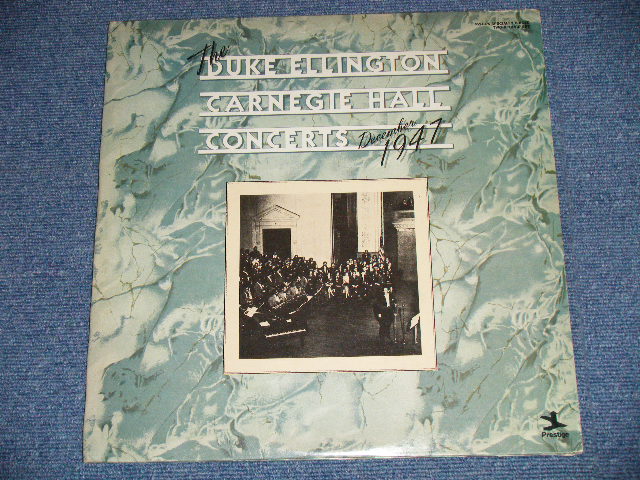 The
DUKE ELLINGTON
CARNEGIE HALL
CONCERTS December
1947
Prestige